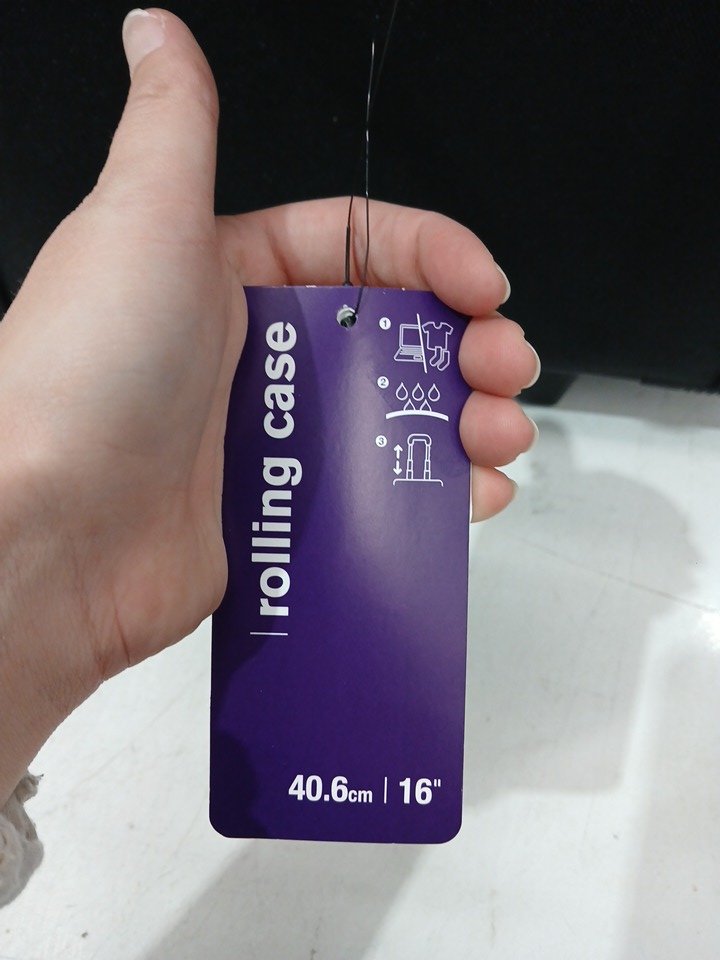 rolling case
1
2
3
40.6cm | 16"